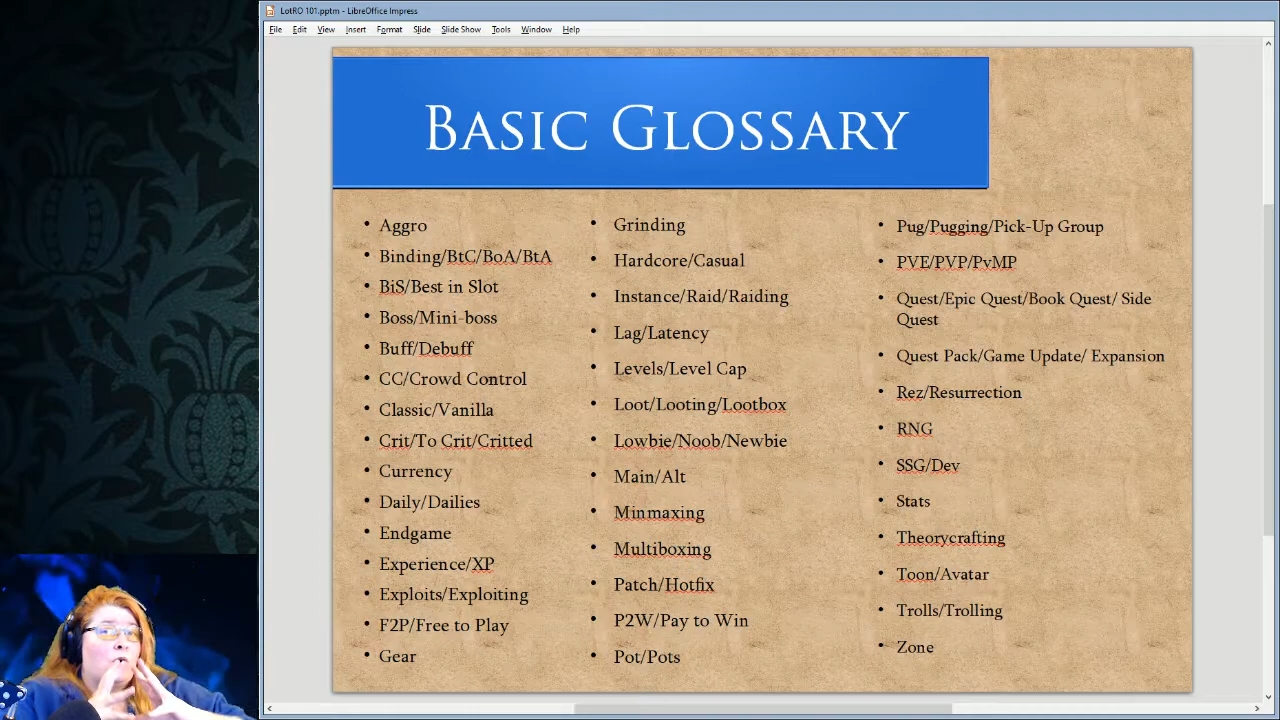 LotRO 101.pptm - LibreOffice Impress
File Edit View Insert Format Slide Slide Show Tools Window Help
Basic Glossary
• Aggro
• Binding/BtC/BoA/BtA
• BiS/Best in Slot
• Boss/Mini-boss
• Buff/Debuff
• CC/Crowd Control
• Classic/Vanilla
• Crit/To Crit/Critted
• Currency
• Daily/Dailies
• Endgame
• Experience/XP
• Exploits/Exploiting
• F2P/Free to Play
• Gear
• Grinding
• Hardcore/Casual
• Instance/Raid/Raiding
• Lag/Latency
• Levels/Level Cap
• Loot/Looting/Lootbox
• Lowbie/Noob/Newbie
• Main/Alt
• Minmaxing
• Multiboxing
• Patch/Hotfix
• P2W/Pay to Win
• Pot/Pots
• Pug/Pugging/Pick-Up Group
• PVE/PVP/PvMP
• Quest/Epic Quest/Book Quest/ Side
Quest
• Quest Pack/Game Update/ Expansion
• Rez/Resurrection
• RNG
• SSG/Dev
• Stats
• Theorycrafting
• Toon/Avatar
• Trolls/Trolling
• Zone